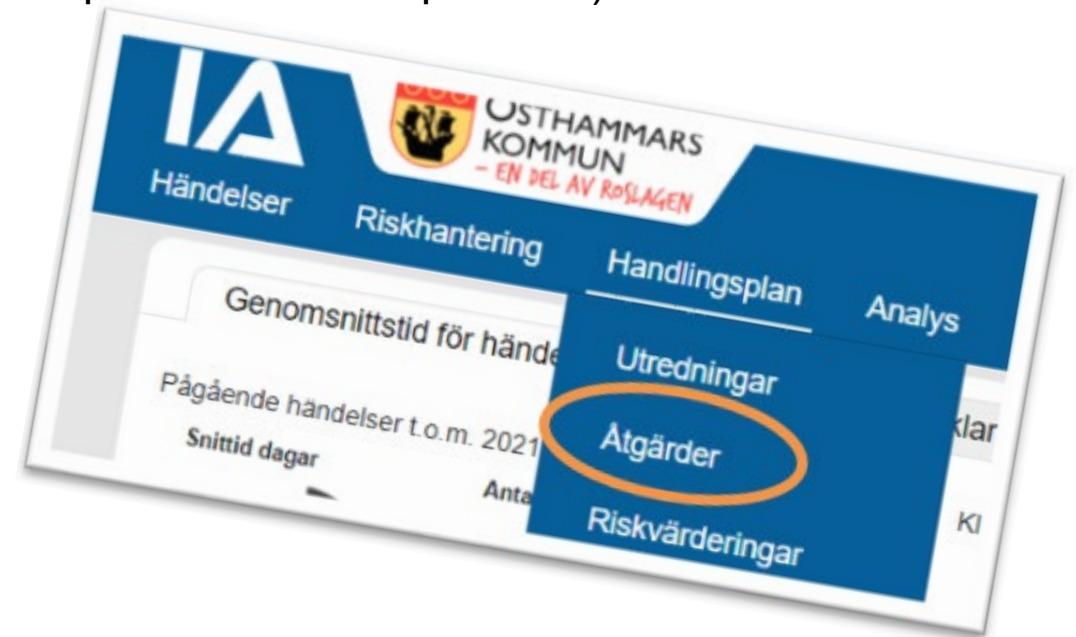 IA
ÖSTHAMMARS
KOMMUN
– EN DEL AV ROSLAGEN
Händelser Riskhantering Handlingsplan Analys
Genomsnittstid för hände
Utredningar
Pågående händelser t.o.m. 2021
Åtgärder
klar
Snittid dagar
Anta
Kl
Riskvärderingar